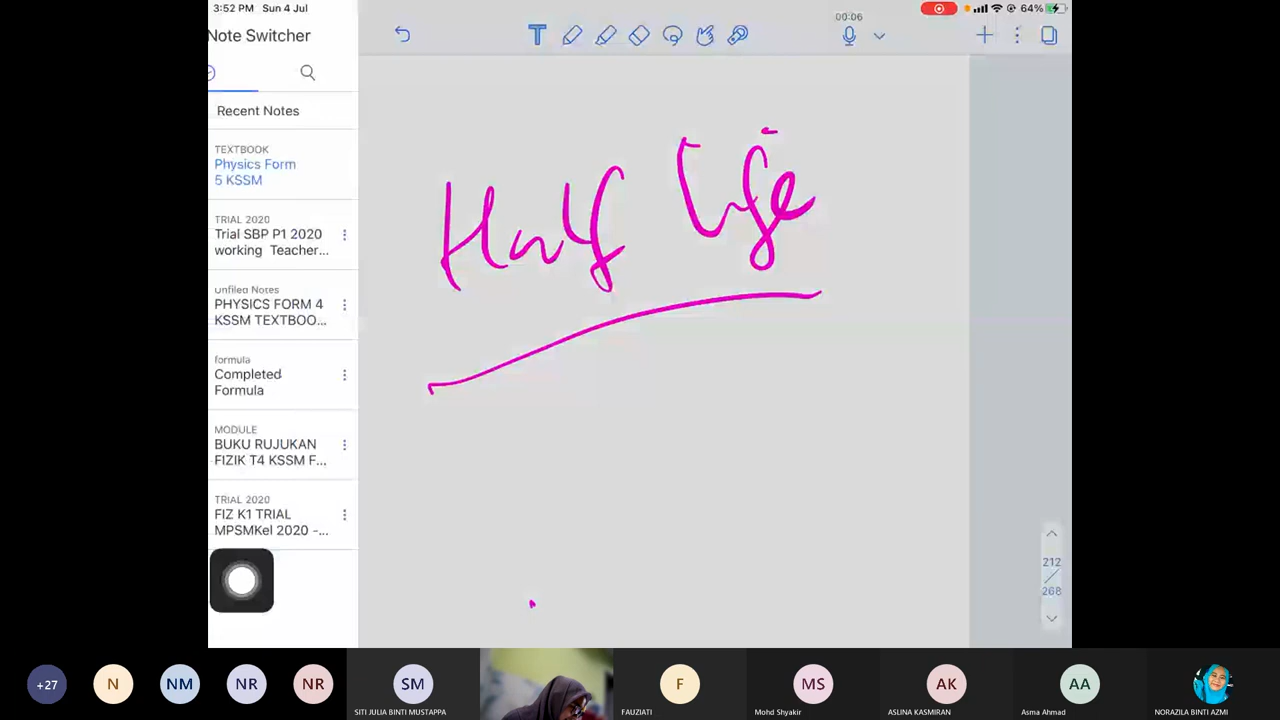 3:52 PM Sun 4 Jul
64%
Note Switcher
T
00:06
Recent Notes
TEXTBOOK
Physics Form
5 KSSM
TRIAL 2020
Trial SBP P1 2020
working Teacher...
Unfiled Notes
PHYSICS FORM 4
KSSM TEXTBOO...
formula
Completed
Formula
MODULE
BUKU RUJUKAN
FIZIK T4 KSSM F...
TRIAL 2020
FIZ K1 TRIAL
MPSMKel 2020 -...
Half life
212
268
+27
N
NM
NR
NR
SM
F
MS
AK
AA
SITI JULIA BINTI MUSTAPPA
FAUZIATI
Mohd Shyakir
ASLINA KASMIRAN
Asma Ahmad
NORAZILA BINTI AZMI